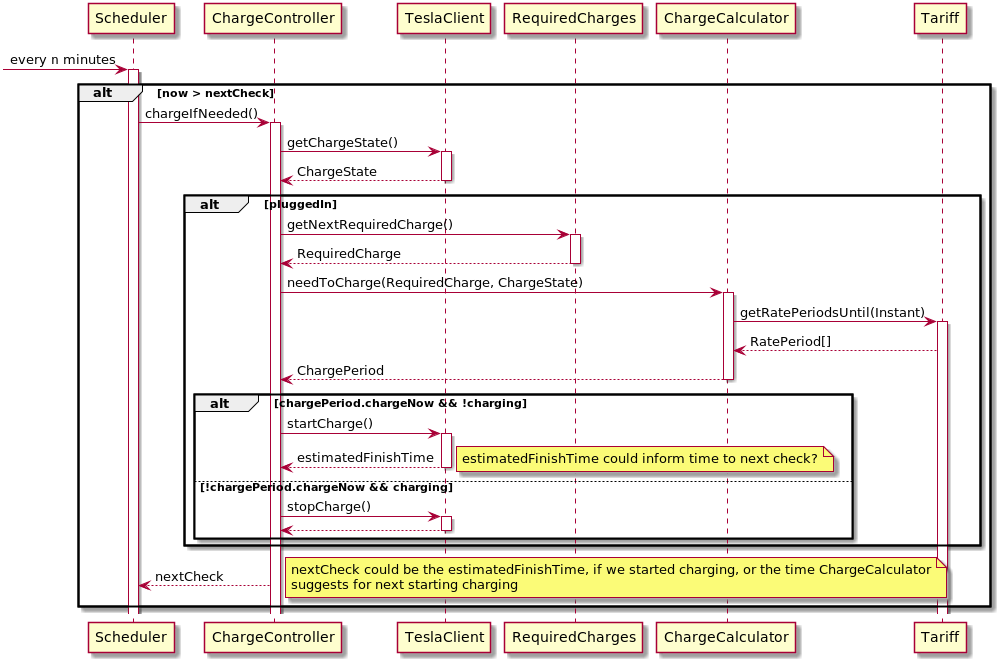 Scheduler ChargeController TeslaClient RequiredCharges ChargeCalculator Tariff
every n minutes
alt [now > nextCheck]
chargeIfNeeded()
getChargeState()
ChargeState
alt [pluggedIn]
getNextRequiredCharge()
RequiredCharge
needToCharge(RequiredCharge, ChargeState)
getRatePeriodsUntil(Instant)
RatePeriod[]
ChargePeriod
alt [chargePeriod.chargeNow && !charging]
startCharge()
estimatedFinishTime estimatedFinishTime could inform time to next check?
[!chargePeriod.chargeNow && charging]
stopCharge()
nextCheck could be the estimatedFinishTime, if we started charging, or the time ChargeCalculator
nextCheck
suggests for next starting charging
Scheduler ChargeController TeslaClient RequiredCharges ChargeCalculator Tariff